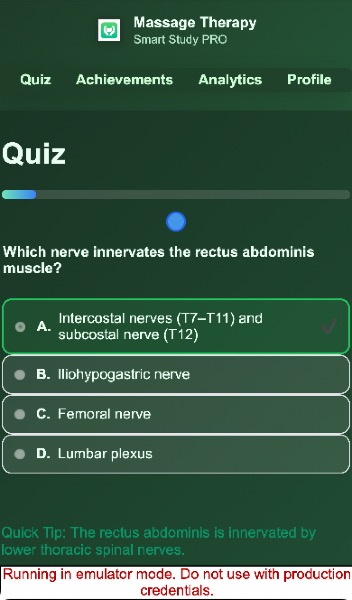 Massage Therapy
Smart Study PRO
Quiz Achievements Analytics Profile
Quiz
Which nerve innervates the rectus abdominis
muscle?
A. Intercostal nerves (T7–T11) and
subcostal nerve (T12)
B. Iliohypogastric nerve
C. Femoral nerve
D. Lumbar plexus
Quick Tip: The rectus abdominis is innervated by
lower thoracic spinal nerves.
Running in emulator mode. Do not use with production
credentials.